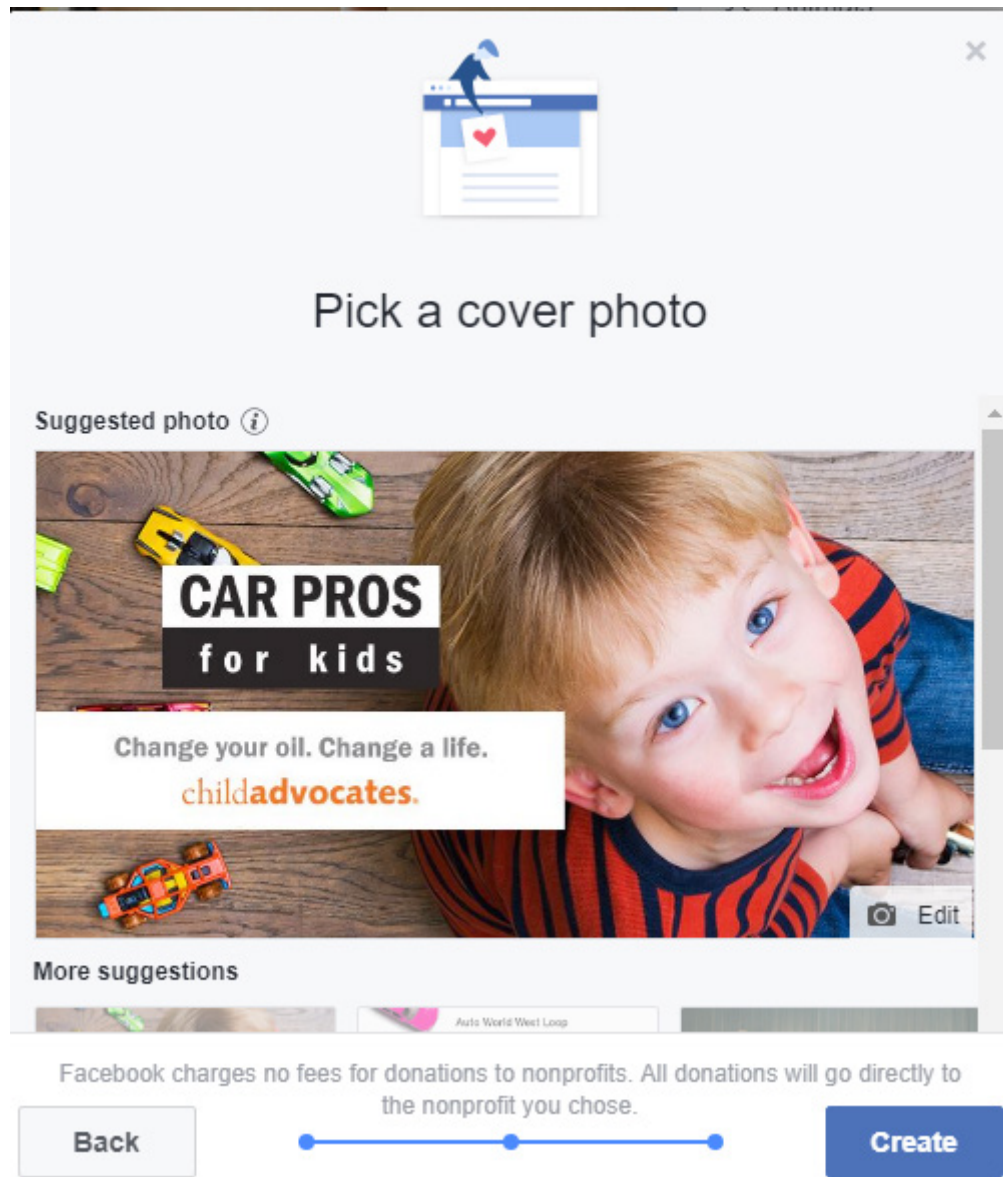 Pick a cover photo
Suggested photo
CAR PROS
for kids
Change your oil. Change a life.
childadvocates.
Edit
More suggestions
Auto World West Loop
Facebook charges no fees for donations to nonprofits. All donations will go directly to
the nonprofit you chose.
Back
Create